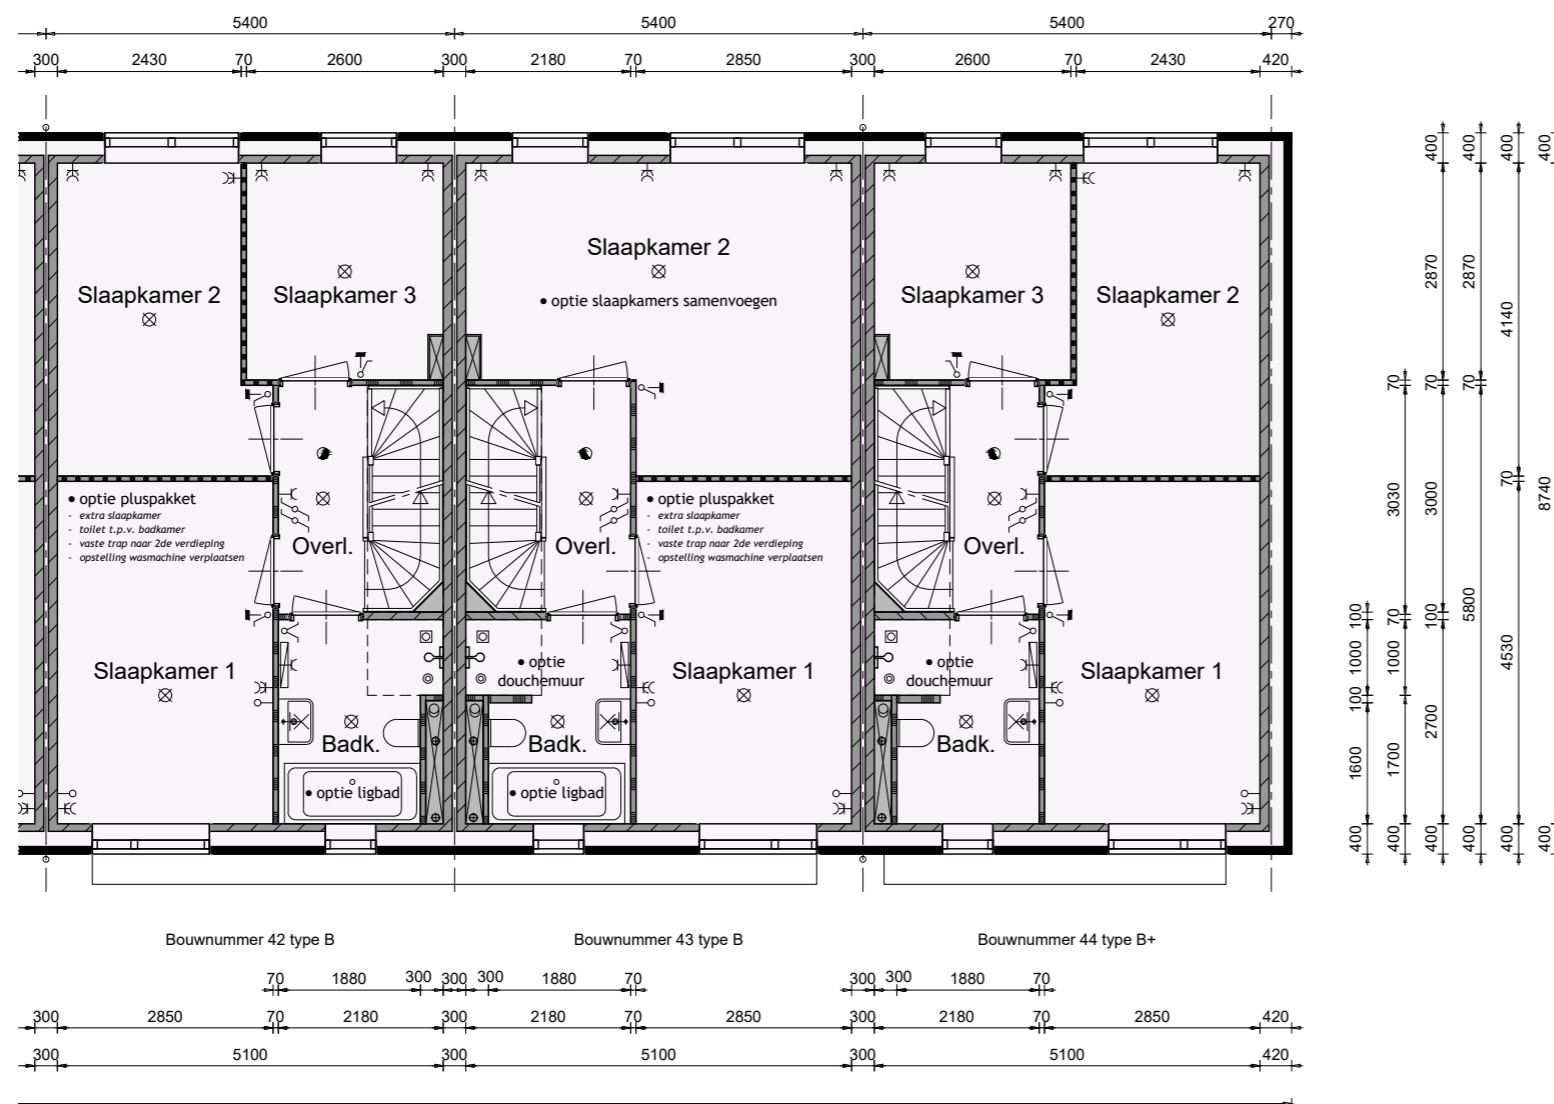 5400 5400 5400 270
300 2430 70 2600 300 2180 70 2850 300 2600 70 2430 420
Slaapkamer 2
• optie slaapkamers samenvoegen
Slaapkamer 2
Slaapkamer 3
Slaapkamer 3
Slaapkamer 2
• optie pluspakket
- extra slaapkamer
- toilet t.p.v. badkamer
- vaste trap naar 2de verdieping
- opstelling wasmachine verplaatsen
• optie pluspakket
- extra slaapkamer
- toilet t.p.v. badkamer
- vaste trap naar 2de verdieping
- opstelling wasmachine verplaatsen
Overl.
Overl.
Overl.
Slaapkamer 1
• optie
douchemuur
Slaapkamer 1
• optie
douchemuur
Slaapkamer 1
Badk.
Badk.
Badk.
• optie ligbad
• optie ligbad
400 400 400 400
2870 2870 4140
70 70 70
3030 3000 70 8740
100 70 100 5800
1000 1000 4530
100 2700
1600 1700
400 400 400 400 400 400
Bouwnummer 42 type B
Bouwnummer 43 type B
Bouwnummer 44 type B+
70 1880 300 300 300 1880 70 300 300 1880 70
300 2850 70 2180 300 2180 70 2850 300 2180 70 2850 420
300 5100 300 5100 300 5100 420